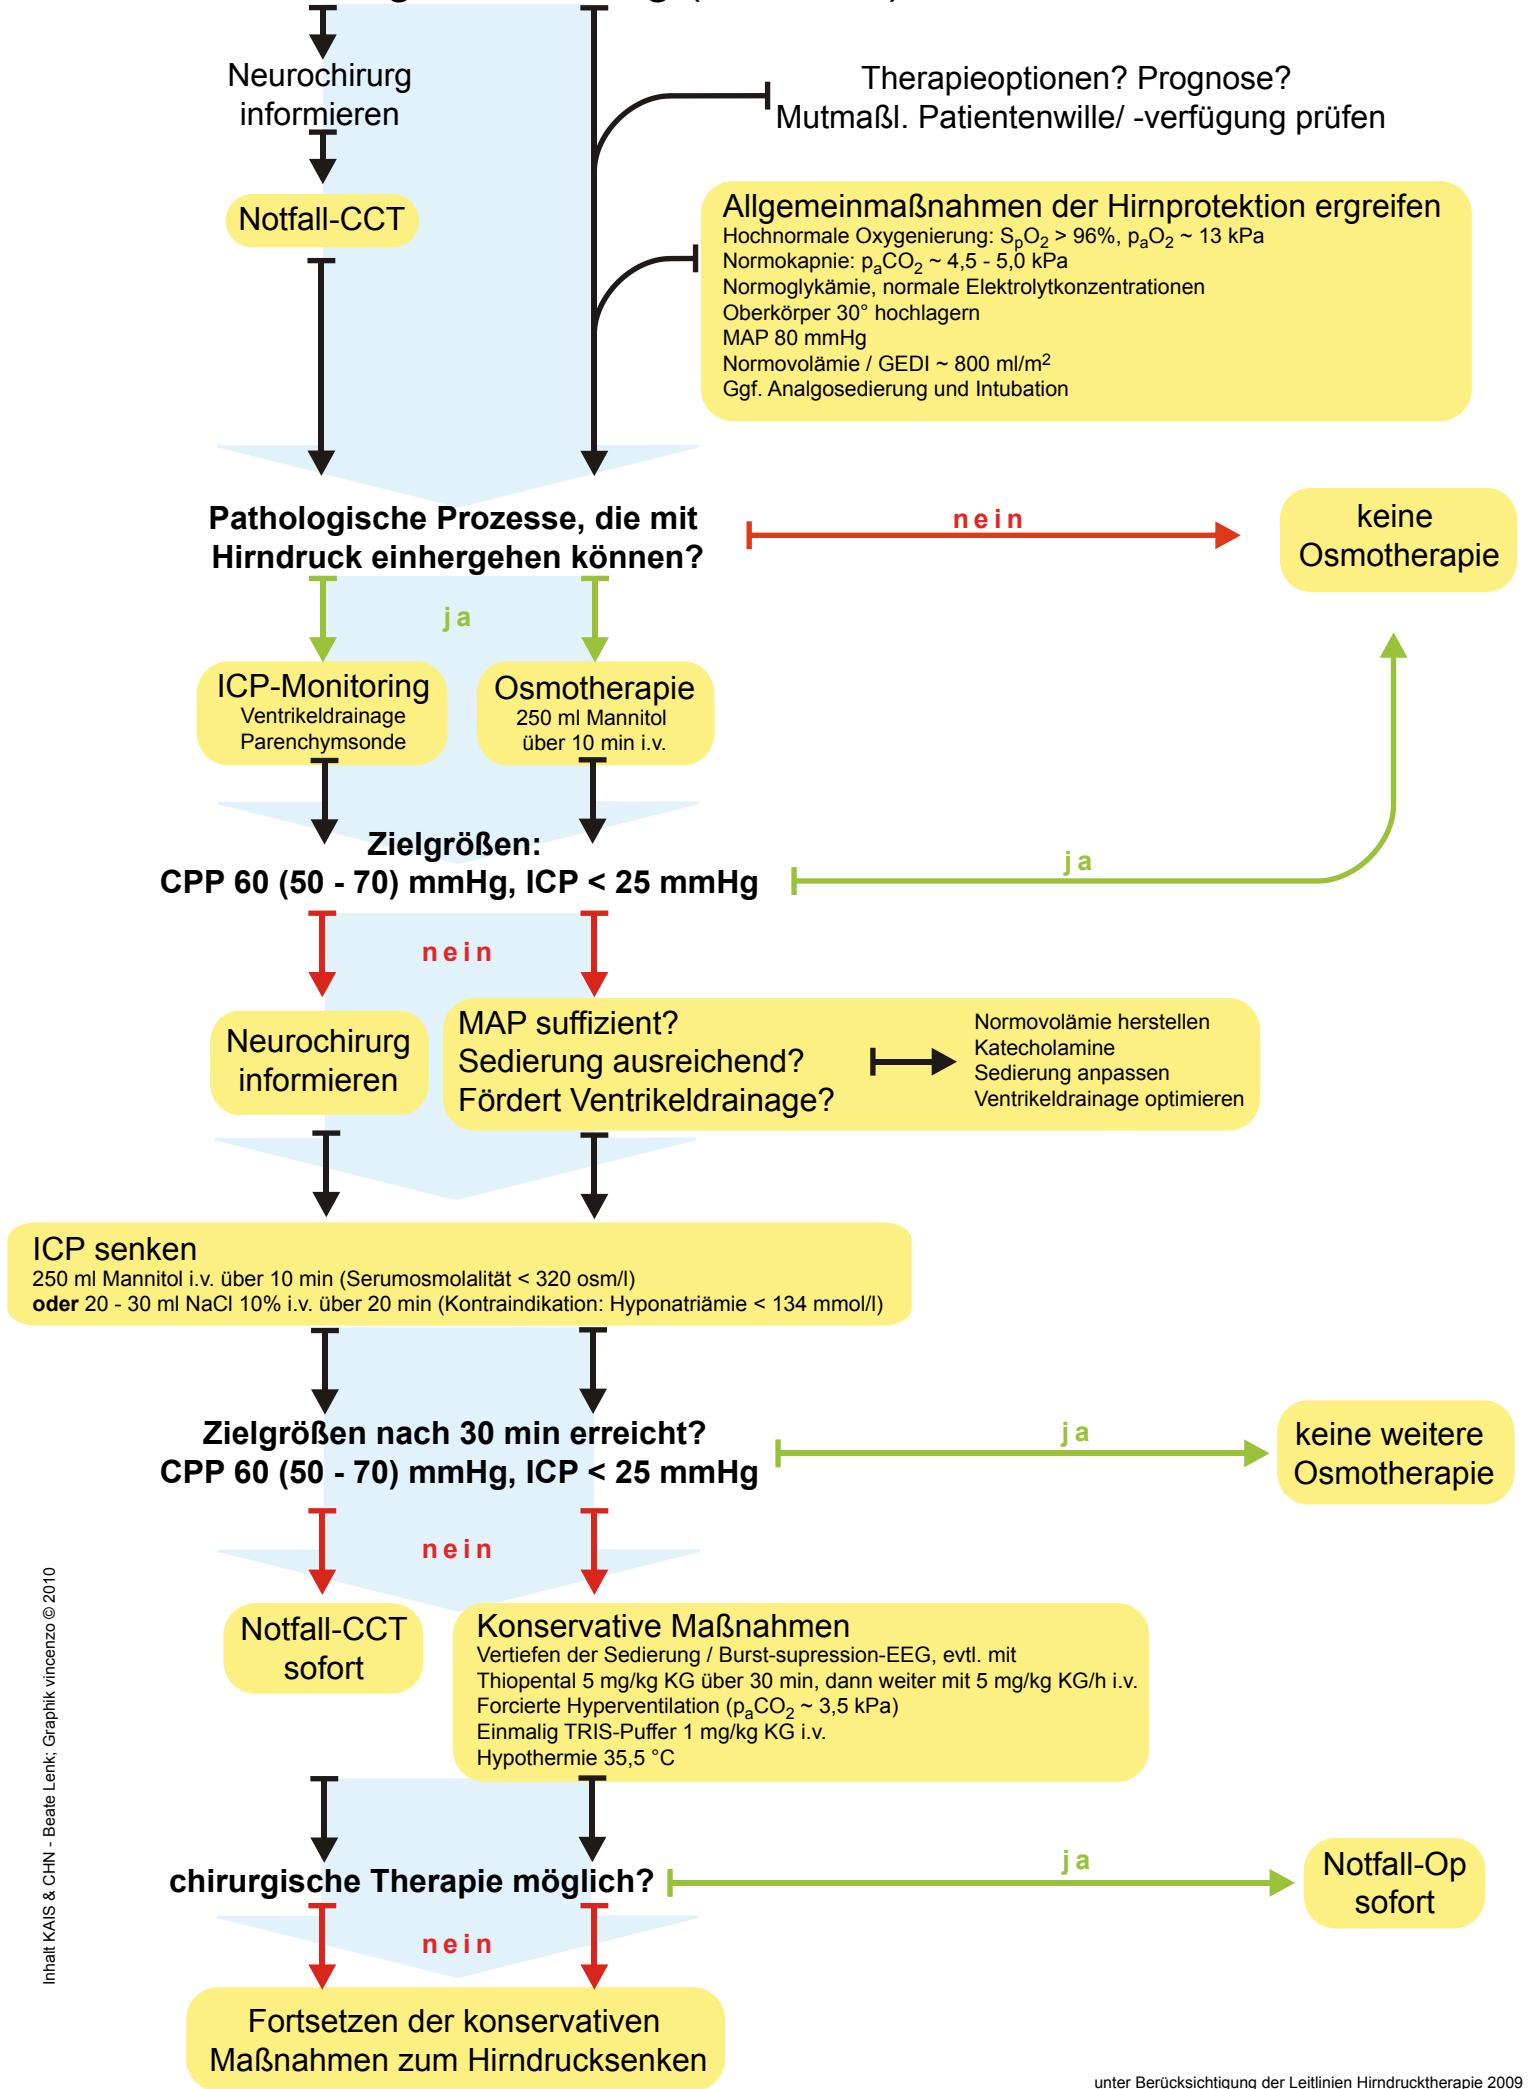 Neurochirurg
informieren
Therapieoptionen? Prognose?
Mutmaßl. Patientenwille/ -verfügung prüfen
Notfall-CCT
Allgemeinmaßnahmen der Hirnprotektion ergreifen
Hochnormale Oxygenierung: SpO2 > 96%, paO2 ~ 13 kPa
Normokapnie: paCO2 ~ 4,5 - 5,0 kPa
Normoglykämie, normale Elektrolytkonzentrationen
Oberkörper 30° hochlagern
MAP 80 mmHg
Normovolämie / GEDI ~ 800 ml/m2
Ggf. Analgosedierung und Intubation
Pathologische Prozesse, die mit
Hirndruck einhergehen können?
nein
keine
Osmotherapie
ja
ICP-Monitoring
Ventrikeldrainage
Parenchymsonde
Osmotherapie
250 ml Mannitol
über 10 min i.v.
Zielgrößen:
CPP 60 (50 - 70) mmHg, ICP < 25 mmHg
ja
nein
Neurochirurg
informieren
MAP suffizient?
Sedierung ausreichend?
Fördert Ventrikeldrainage?
Normovolämie herstellen
Katecholamine
Sedierung anpassen
Ventrikeldrainage optimieren
ICP senken
250 ml Mannitol i.v. über 10 min (Serumosmolalität < 320 osm/l)
oder 20 - 30 ml NaCl 10% i.v. über 20 min (Kontraindikation: Hyponatriämie < 134 mmol/l)
Zielgrößen nach 30 min erreicht?
CPP 60 (50 - 70) mmHg, ICP < 25 mmHg
ja
keine weitere
Osmotherapie
nein
Notfall-CCT
sofort
Konservative Maßnahmen
Vertiefen der Sedierung / Burst-supression-EEG, evtl. mit
Thiopental 5 mg/kg KG über 30 min, dann weiter mit 5 mg/kg KG/h i.v.
Forcierte Hyperventilation (paCO2 ~ 3,5 kPa)
Einmalig TRIS-Puffer 1 mg/kg KG i.v.
Hypothermie 35,5 °C
chirurgische Therapie möglich?
ja
Notfall-Op
sofort
nein
Fortsetzen der konservativen
Maßnahmen zum Hirndrucksenken
Inhalt KAIS & CHN - Beate Lenk; Graphik vincenzo © 2010
unter Berücksichtigung der Leitlinien Hirndrucktherapie 2009